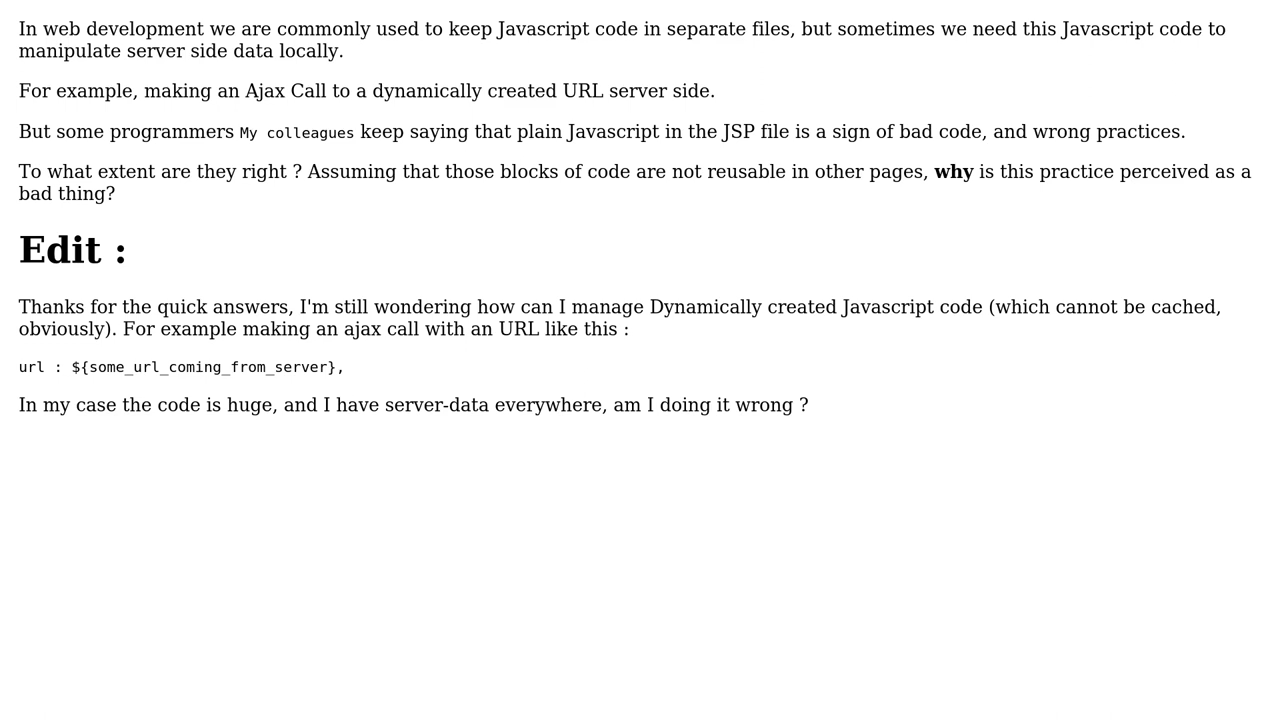 In web development we are commonly used to keep Javascript code in separate files, but sometimes we need this Javascript code to
manipulate server side data locally.
For example, making an Ajax Call to a dynamically created URL server side.
But some programmers My colleagues keep saying that plain Javascript in the JSP file is a sign of bad code, and wrong practices.
To what extent are they right ? Assuming that those blocks of code are not reusable in other pages, why is this practice perceived as a
bad thing?
Edit :
Thanks for the quick answers, I'm still wondering how can I manage Dynamically created Javascript code (which cannot be cached,
obviously). For example making an ajax call with an URL like this :
url : ${some_url_coming_from_server},
In my case the code is huge, and I have server-data everywhere, am I doing it wrong ?